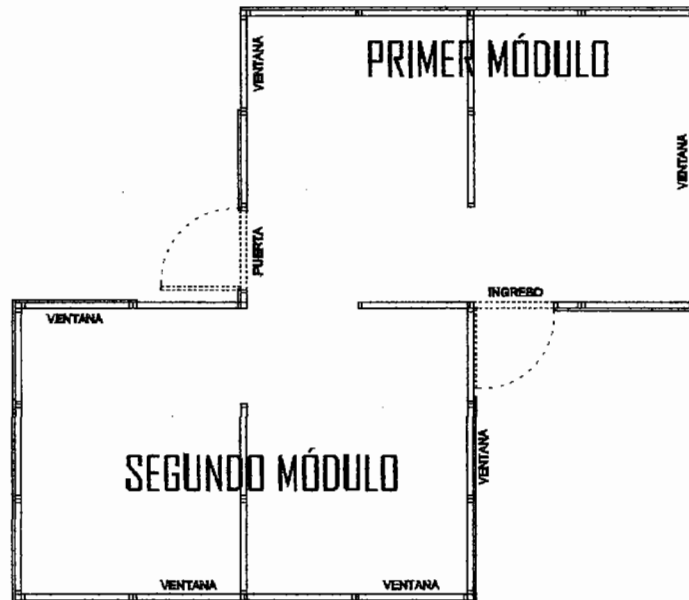 VENTANA
PRIMER MÓDULO
VENTANA
PUERTA
INGRESO
VENTANA
VENTANA
SEGUNDO MÓDULO
VENTANA
VENTANA